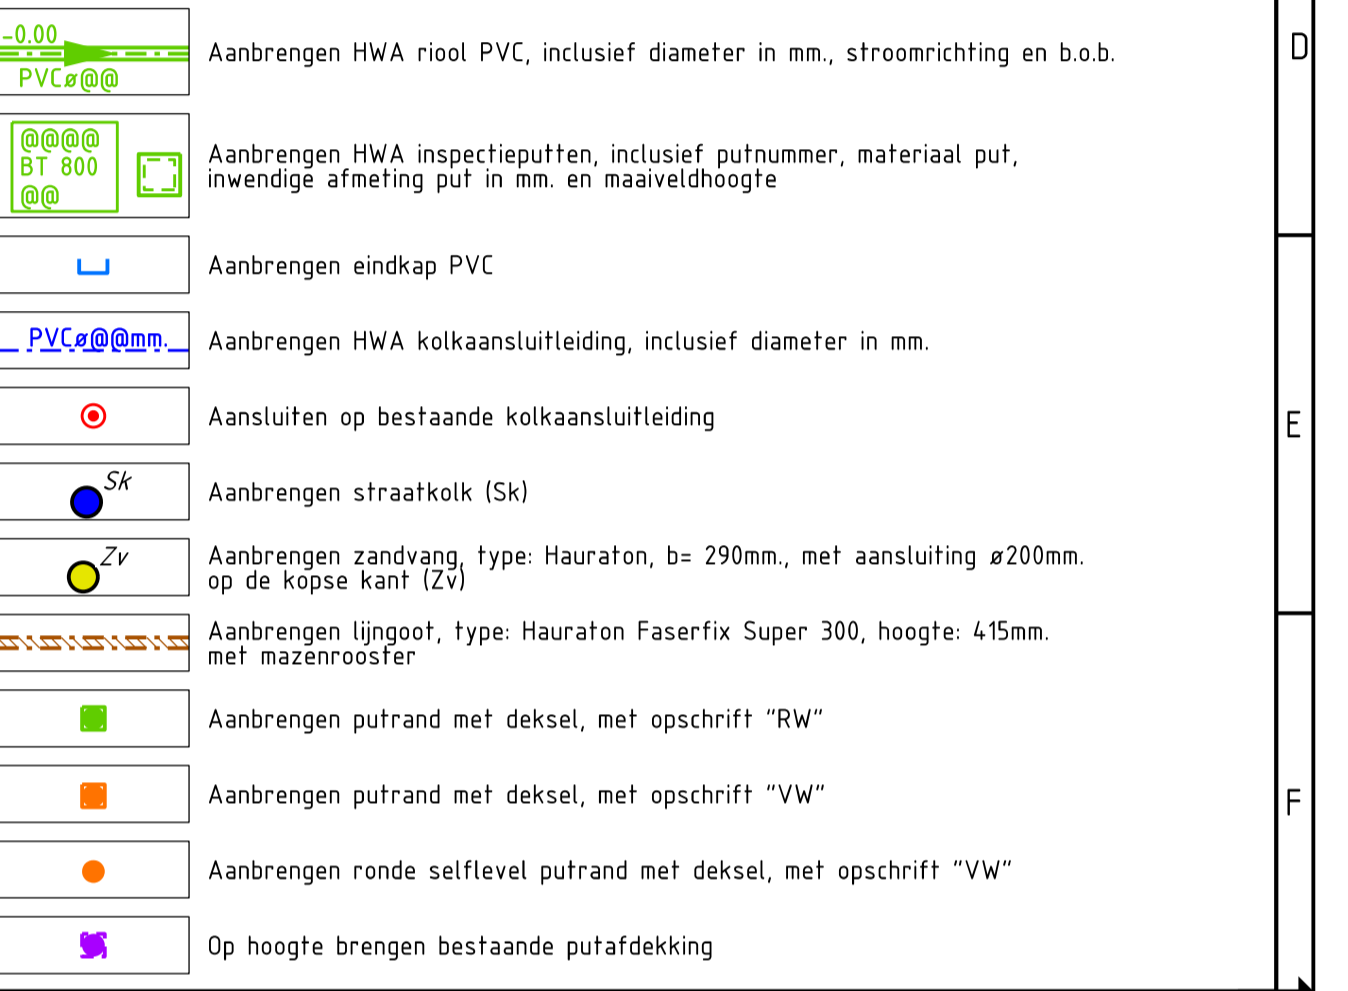 -0.00
PVCø@@
Aanbrengen HWA riool PVC, inclusief diameter in mm., stroomrichting en b.o.b.
D
@@@@
BT 800
@@
Aanbrengen HWA inspectieputten, inclusief putnummer, materiaal put,
inwendige afmeting put in mm. en maaiveldhoogte
Aanbrengen eindkap PVC
PVCø@@mm.
Aanbrengen HWA kolkaansluitleiding, inclusief diameter in mm.
Aansluiten op bestaande kolkaansluitleiding
E
Sk
Aanbrengen straatkolk (Sk)
Zv
Aanbrengen zandvang, type: Hauraton, b= 290mm., met aansluiting ø200mm.
op de kopse kant (Zv)
Aanbrengen lijngoot, type: Hauraton Faserfix Super 300, hoogte: 415mm.
met mazenrooster
Aanbrengen putrand met deksel, met opschrift "RW"
Aanbrengen putrand met deksel, met opschrift "VW"
F
Aanbrengen ronde selflevel putrand met deksel, met opschrift "VW"
Op hoogte brengen bestaande putafdekking